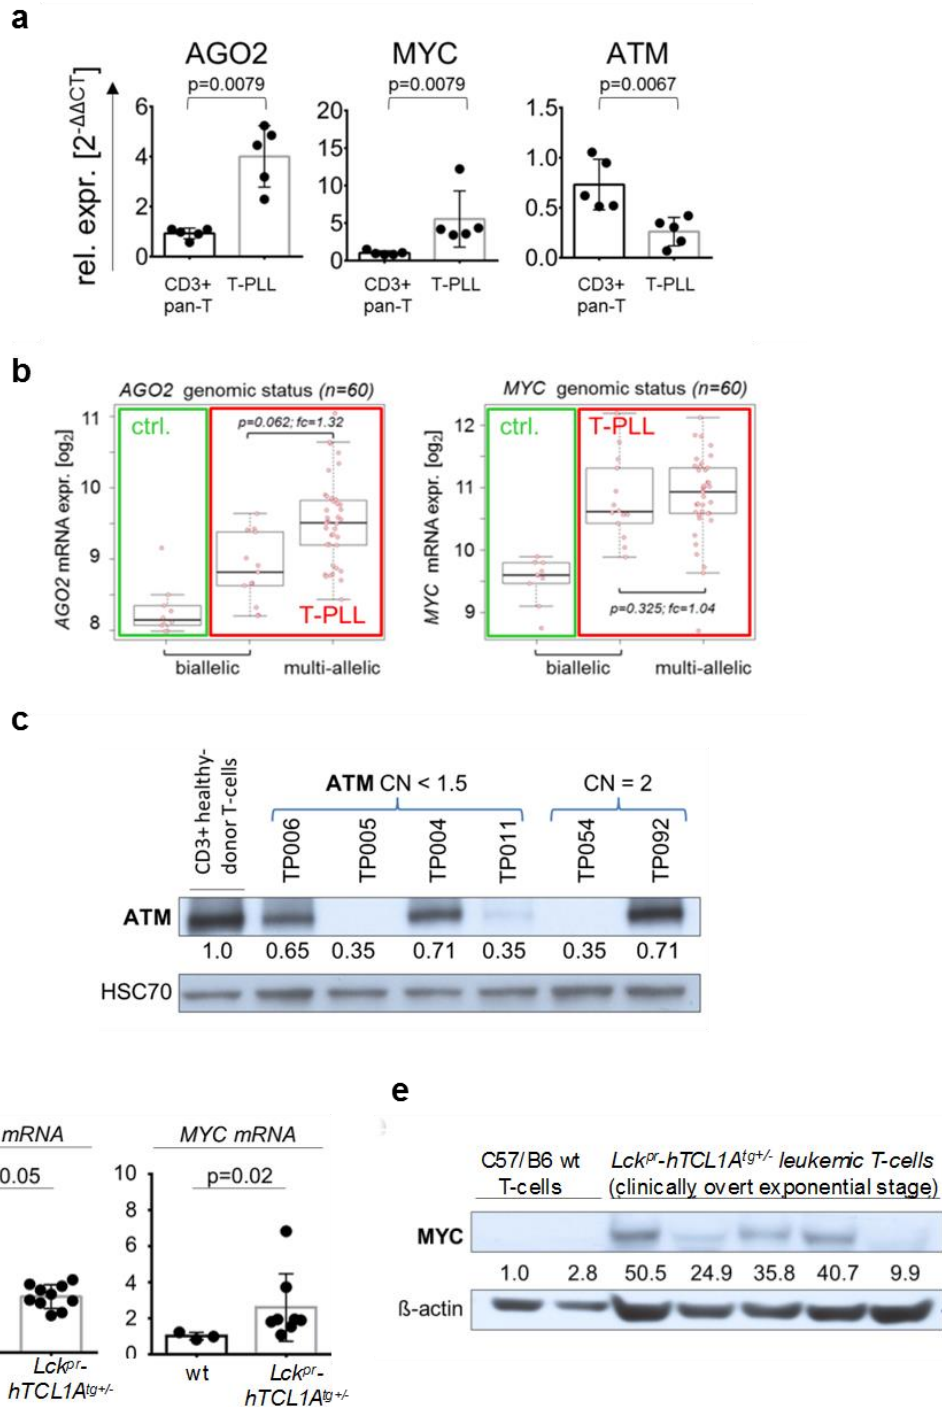 a
AGO2
MYC
ATM
p=0.0079
p=0.0079
p=0.0067
rel. expr. [2-ΔΔCT]
6
4
2
0
20
15
10
5
0
1.5
1.0
0.5
0.0
CD3+
pan-T
T-PLL
CD3+
pan-T
T-PLL
CD3+
pan-T
T-PLL
b
AGO2 genomic status (n=60)
AGO2 mRNA expr. [log2]
11
10
9
8
ctrl.
p=0.062; fc=1.32
T-PLL
biallelic
multi-allelic
MYC genomic status (n=60)
MYC mRNA expr. [log2]
12
11
10
9
ctrl.
T-PLL
p=0.325; fc=1.04
biallelic
multi-allelic
c
CD3+ healthy-
donor T-cells
ATM CN < 1.5
CN = 2
TP006
TP005
TP004
TP011
TP054
TP092
ATM
1.0 0.65 0.35 0.71 0.35 0.35 0.71
HSC70
mRNA
0.05
Lckpr-
hTCL1Atg+/-
MYC mRNA
p=0.02
10
8
6
4
2
0
wt
Lckpr-
hTCL1Atg+/-
e
C57/B6 wt
T-cells
Lckpr-hTCL1Atg+/- leukemic T-cells
(clinically overt exponential stage)
MYC
1.0 2.8 50.5 24.9 35.8 40.7 9.9
ß-actin